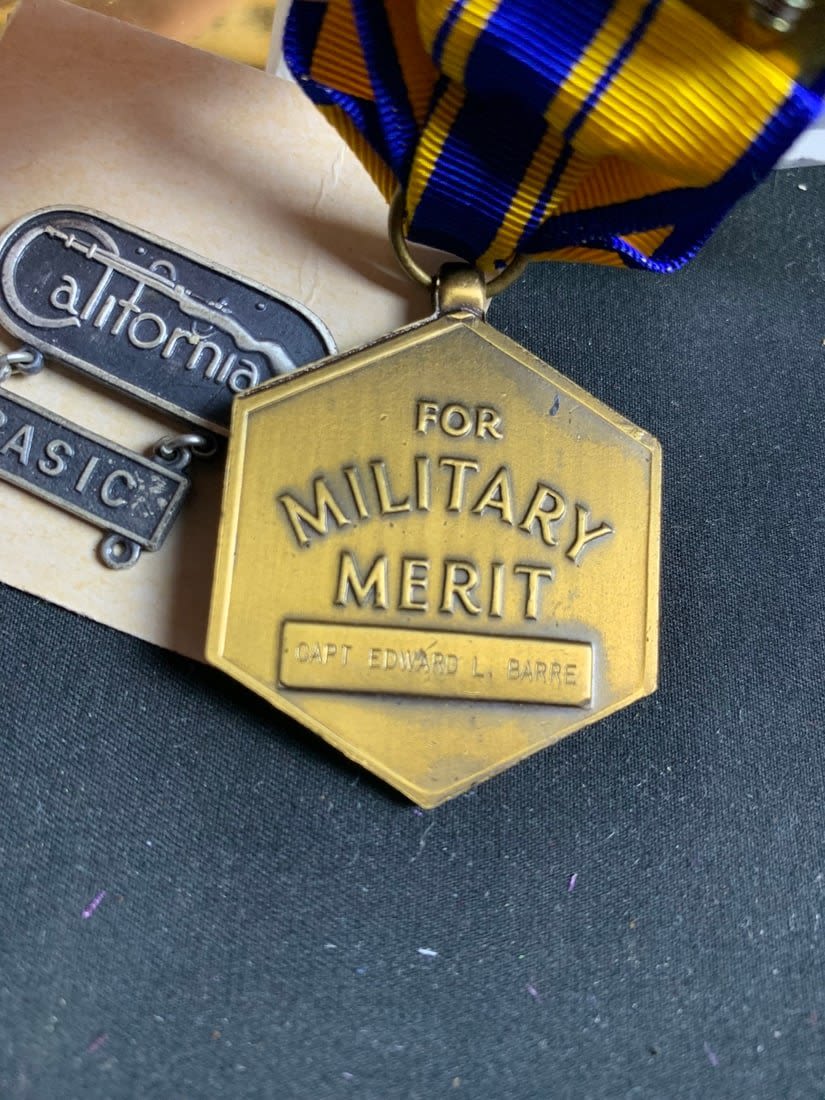 California
BASIC
FOR
MILITARY
MERIT
CAPT EDWARD L. BARRE